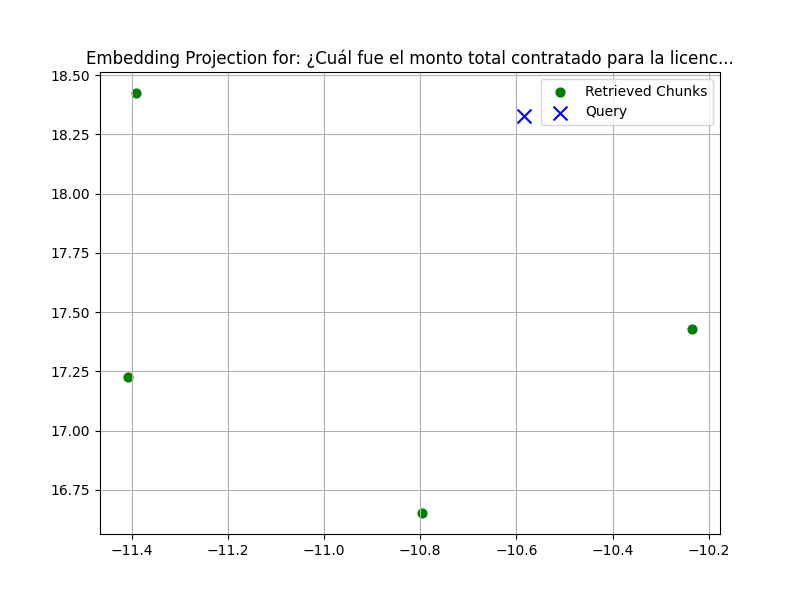 Embedding Projection for: ¿Cuál fue el monto total contratado para la licenc...
Retrieved Chunks
Query
18.50
18.25
18.00
17.75
17.50
17.25
17.00
16.75
−11.4 −11.2 −11.0 −10.8 −10.6 −10.4 −10.2